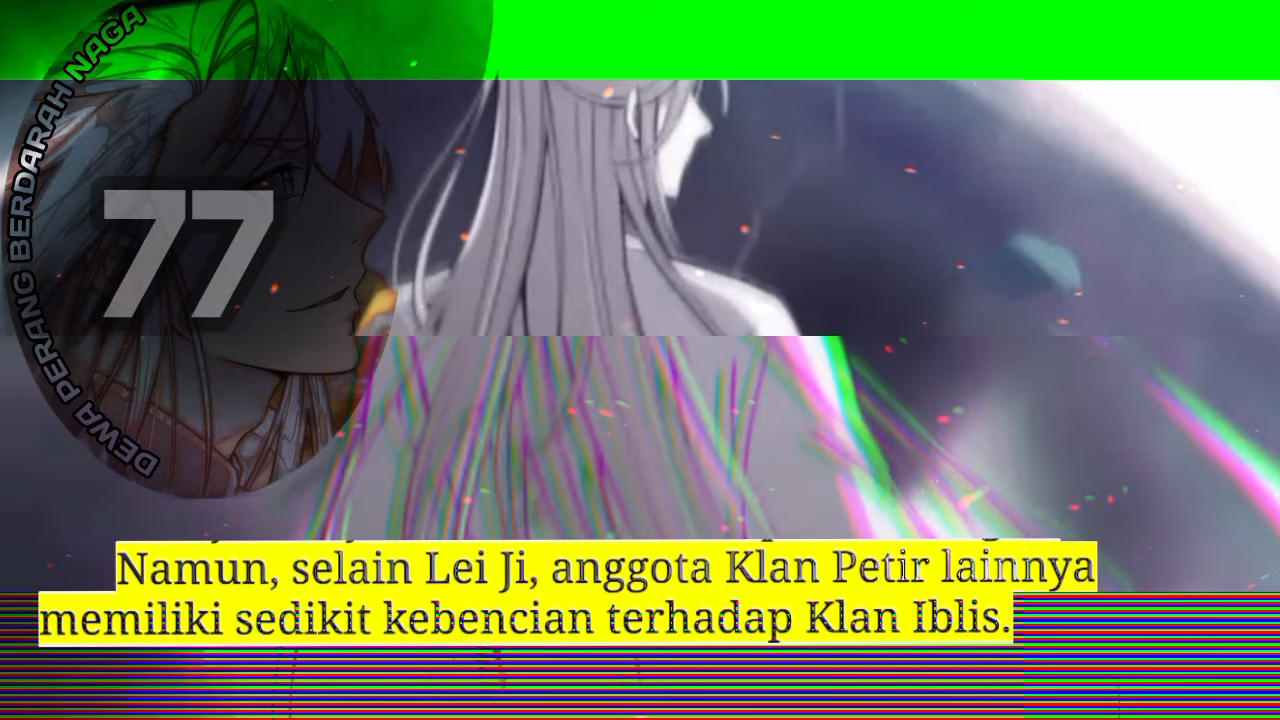 DEWA PERANG BERDARAH NAGA
77
Namun, selain Lei Ji, anggota Klan Petir lainnya
memiliki sedikit kebencian terhadap Klan Iblis.